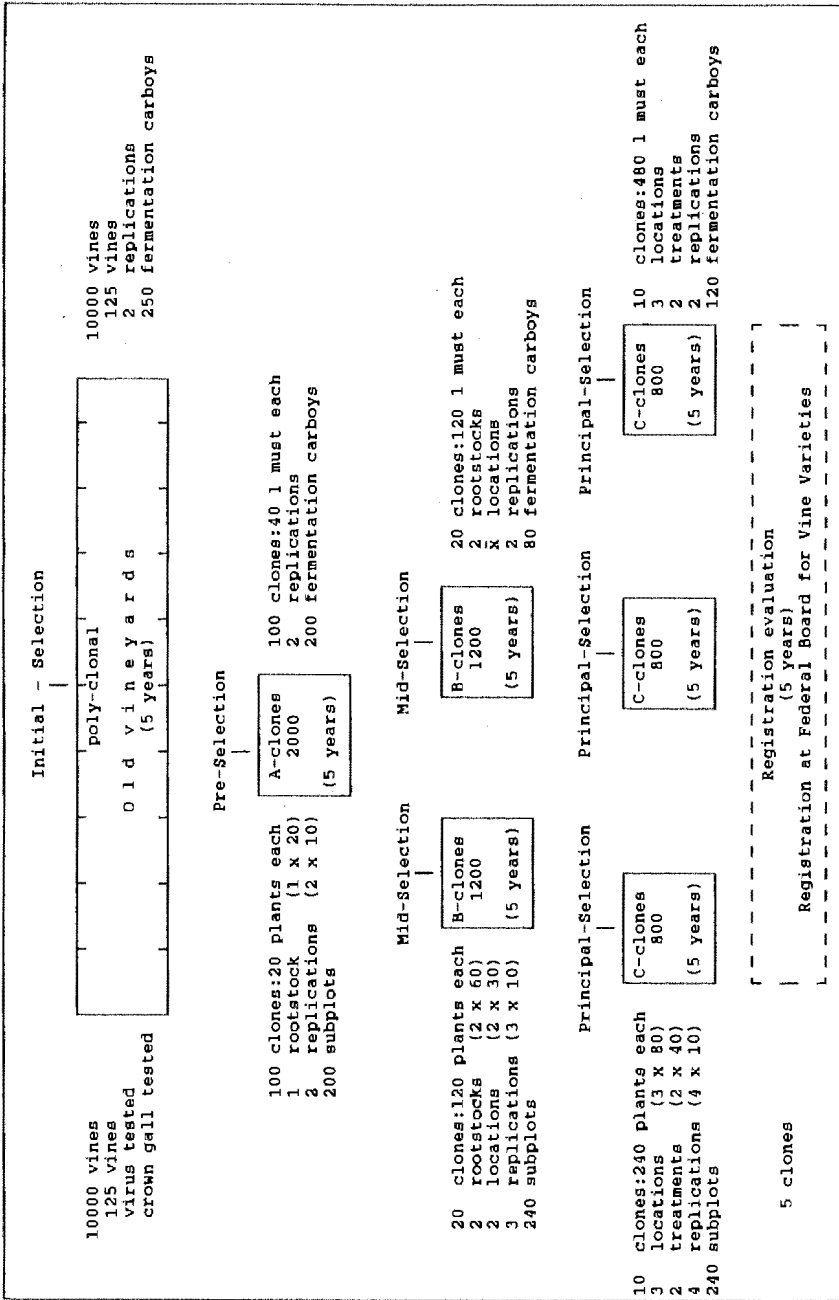 Initial - Selection
10000 vines
125 vines
virus tested
crown gall tested
poly-clonal
Old vineyards
(5 years)
10000 vines
125 vines
2 replications
250 fermentation carboys
Pre-Selection
100 clones:20 plants each
1 rootstock (1 x 20)
2 replications (2 x 10)
200 subplots
A-clones
2000
(5 years)
100 clones:40 l must each
2 replications
200 fermentation carboys
Mid-Selection
Mid-Selection
20 clones:120 plants each
2 rootstocks (2 x 60)
2 locations (2 x 30)
3 replications (3 x 10)
240 subplots
B-clones
1200
(5 years)
B-clones
1200
(5 years)
20 clones:120 l must each
2 rootstocks
x locations
2 replications
80 fermentation carboys
Principal-Selection
Principal-Selection
Principal-Selection
10 clones:240 plants each
3 locations (3 x 80)
2 treatments (2 x 40)
4 replications (4 x 10)
240 subplots
C-clones
800
(5 years)
C-clones
800
(5 years)
C-clones
800
(5 years)
10 clones:480 l must each
3 locations
2 treatments
2 replications
120 fermentation carboys
5 clones
Registration evaluation
(5 years)
Registration at Federal Board for Vine Varieties